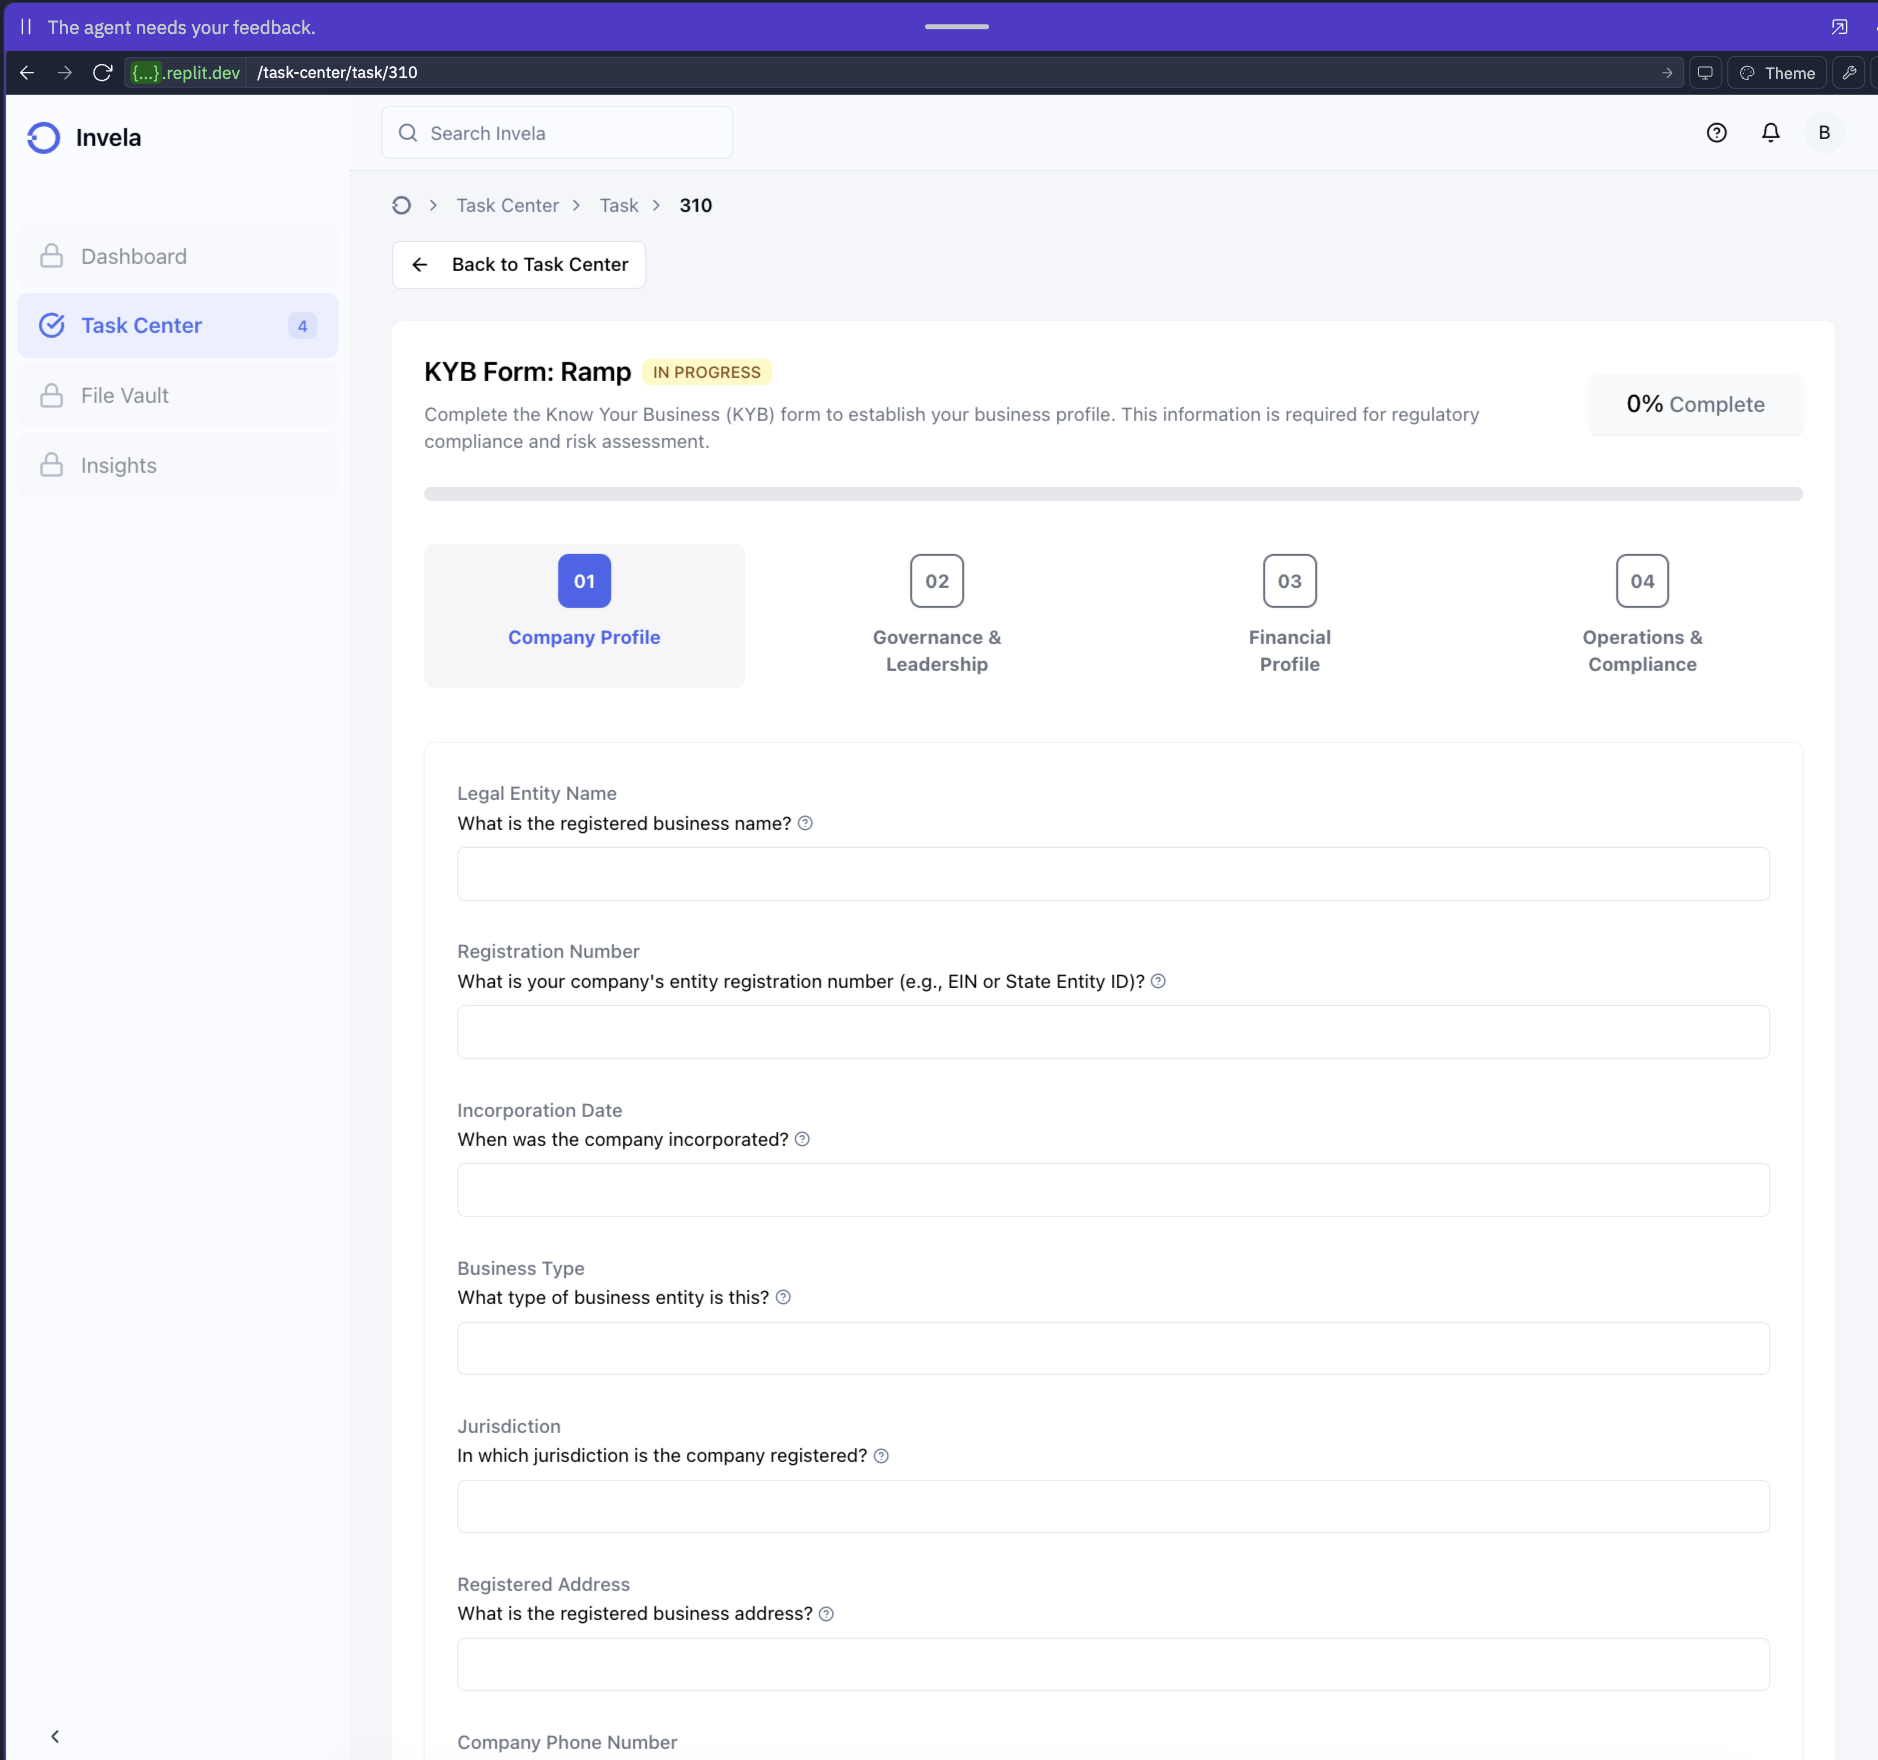 The agent needs your feedback.
{...}.replit.dev /task-center/task/310
Theme
Invela
Search Invela
B
Dashboard
Task Center 4
File Vault
Insights
Task Center > Task > 310
Back to Task Center
KYB Form: Ramp IN PROGRESS
Complete the Know Your Business (KYB) form to establish your business profile. This information is required for regulatory
compliance and risk assessment.
0% Complete
01
Company Profile
02
Governance &
Leadership
03
Financial
Profile
04
Operations &
Compliance
Legal Entity Name
What is the registered business name?
Registration Number
What is your company's entity registration number (e.g., EIN or State Entity ID)?
Incorporation Date
When was the company incorporated?
Business Type
What type of business entity is this?
Jurisdiction
In which jurisdiction is the company registered?
Registered Address
What is the registered business address?
Company Phone Number